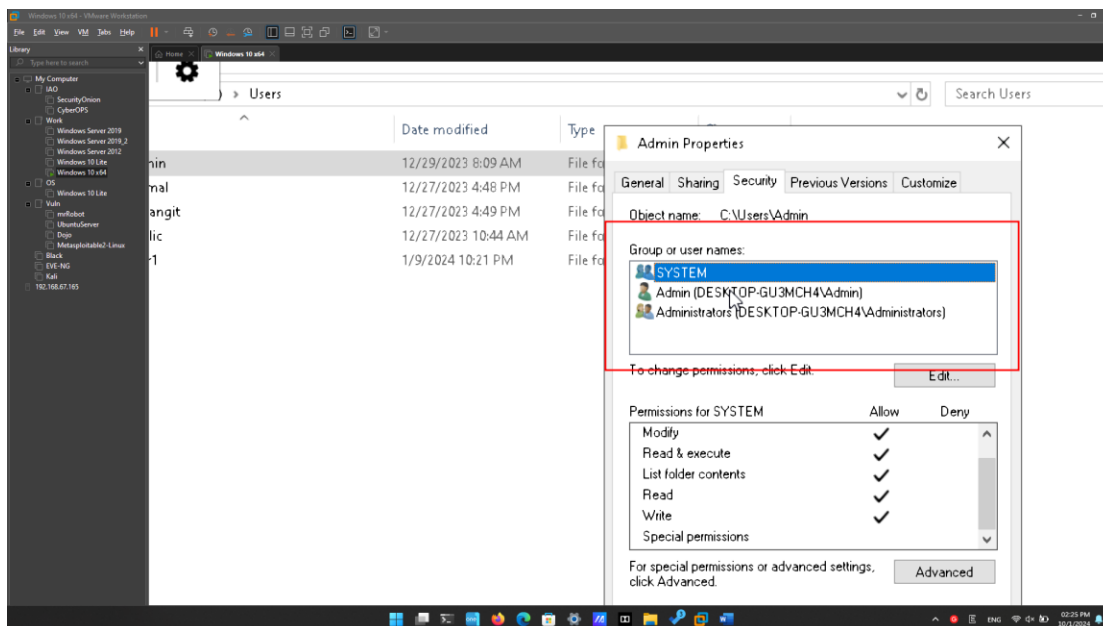 Windows 10 x64 - VMware Workstation
File Edit View VM Tabs Help
Library
Home
Windows 10 x64
Type here to search
My Computer
IAO
SecurityOnion
CyberOPS
Work
Windows Server 2019
Windows Server 2019_2
Windows Server 2012
Windows 10 Lite
Windows 10 x64
OS
Windows 10 Lite
Vuln
mrRobot
UbuntuServer
Dojo
Metasploitable2-Linux
Black
EVE-NG
Kali
192.168.67.165
) > Users
Search Users
Date modified Type
12/29/2023 8:09 AM File fo
12/27/2023 4:48 PM File fo
angit 12/27/2023 4:49 PM File fo
lic 12/27/2023 10:44 AM File fo
1/9/2024 10:21 PM File fo
Admin Properties
General Sharing Security Previous Versions Customize
Object name: C:\Users\Admin
Group or user names:
SYSTEM
Admin (DESKTOP-GU3MCH4\Admin)
Administrators (DESKTOP-GU3MCH4\Administrators)
To change permissions, click Edit.
Edit...
Permissions for SYSTEM Allow Deny
Modify
Read & execute
List folder contents
Read
Write
Special permissions
For special permissions or advanced settings,
click Advanced.
Advanced
ENG
02:25 PM
10/1/2024